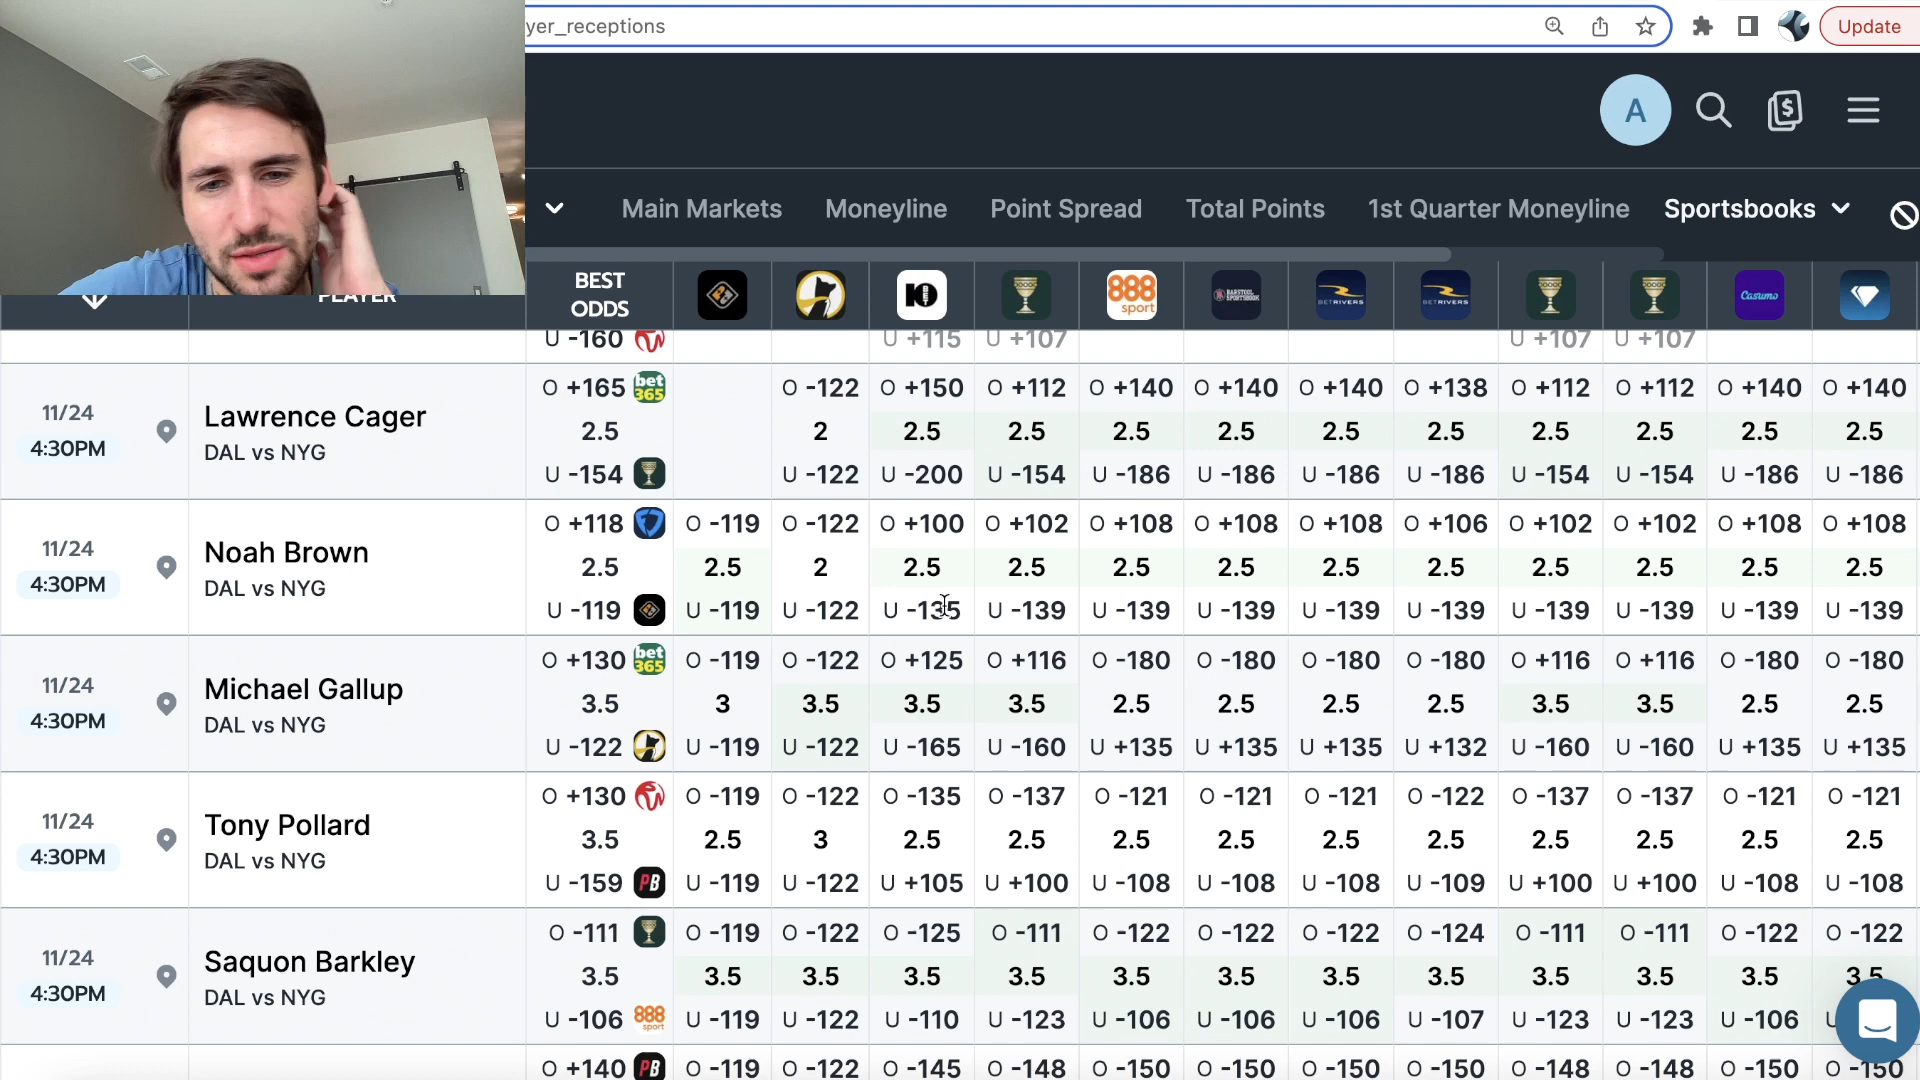 yer_receptions
Update
A
Main Markets Moneyline Point Spread Total Points 1st Quarter Moneyline Sportsbooks
PLAYER BEST ODDS 888 sport BARSTOOL SPORTSBOOK BETRIVERS BETRIVERS Casumo
U -160 U +115 U +107 U +107 U +107
O +165 bet365 O -122 O +150 O +112 O +140 O +140 O +140 O +138 O +112 O +112 O +140 O +140
11/24 4:30PM Lawrence Cager DAL vs NYG 2.5 2 2.5 2.5 2.5 2.5 2.5 2.5 2.5 2.5 2.5 2.5
U -154 U -122 U -200 U -154 U -186 U -186 U -186 U -186 U -154 U -154 U -186 U -186
O +118 O -119 O -122 O +100 O +102 O +108 O +108 O +108 O +106 O +102 O +102 O +108 O +108
11/24 4:30PM Noah Brown DAL vs NYG 2.5 2.5 2 2.5 2.5 2.5 2.5 2.5 2.5 2.5 2.5 2.5 2.5
U -119 U -119 U -122 U -135 U -139 U -139 U -139 U -139 U -139 U -139 U -139 U -139 U -139
O +130 bet365 O -119 O -122 O +125 O +116 O -180 O -180 O -180 O -180 O +116 O +116 O -180 O -180
11/24 4:30PM Michael Gallup DAL vs NYG 3.5 3 3.5 3.5 3.5 2.5 2.5 2.5 2.5 3.5 3.5 2.5 2.5
U -122 U -119 U -122 U -165 U -160 U +135 U +135 U +135 U +132 U -160 U -160 U +135 U +135
O +130 O -119 O -122 O -135 O -137 O -121 O -121 O -121 O -122 O -137 O -137 O -121 O -121
11/24 4:30PM Tony Pollard DAL vs NYG 3.5 2.5 3 2.5 2.5 2.5 2.5 2.5 2.5 2.5 2.5 2.5 2.5
U -159 PB U -119 U -122 U +105 U +100 U -108 U -108 U -108 U -109 U +100 U +100 U -108 U -108
O -111 O -119 O -122 O -125 O -111 O -122 O -122 O -122 O -124 O -111 O -111 O -122 O -122
11/24 4:30PM Saquon Barkley DAL vs NYG 3.5 3.5 3.5 3.5 3.5 3.5 3.5 3.5 3.5 3.5 3.5 3.5 3.5
U -106 888 sport U -119 U -122 U -110 U -123 U -106 U -106 U -106 U -107 U -123 U -123 U -106 U
O +140 PB O -119 O -122 O -145 O -148 O -150 O -150 O -150 O -150 O -148 O -148 O -150 O -150